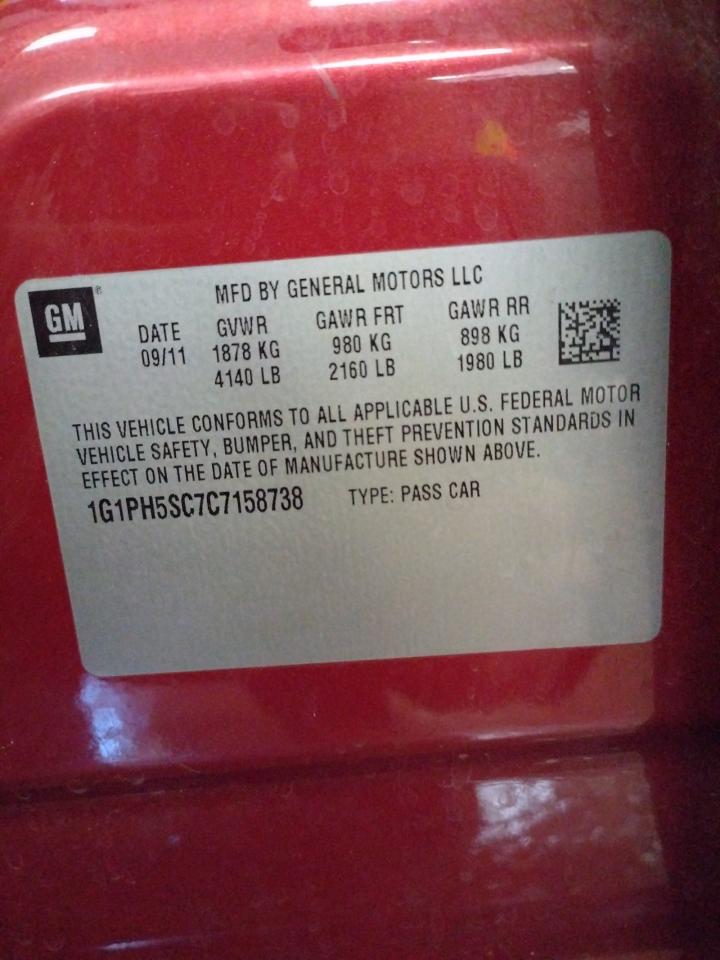 GM®
MFD BY GENERAL MOTORS LLC
DATE GVWR GAWR FRT GAWR RR
09/11 1878 KG 980 KG 898 KG
4140 LB 2160 LB 1980 LB
THIS VEHICLE CONFORMS TO ALL APPLICABLE U.S. FEDERAL MOTOR
VEHICLE SAFETY, BUMPER, AND THEFT PREVENTION STANDARDS IN
EFFECT ON THE DATE OF MANUFACTURE SHOWN ABOVE.
1G1PH5SC7C7158738 TYPE: PASS CAR